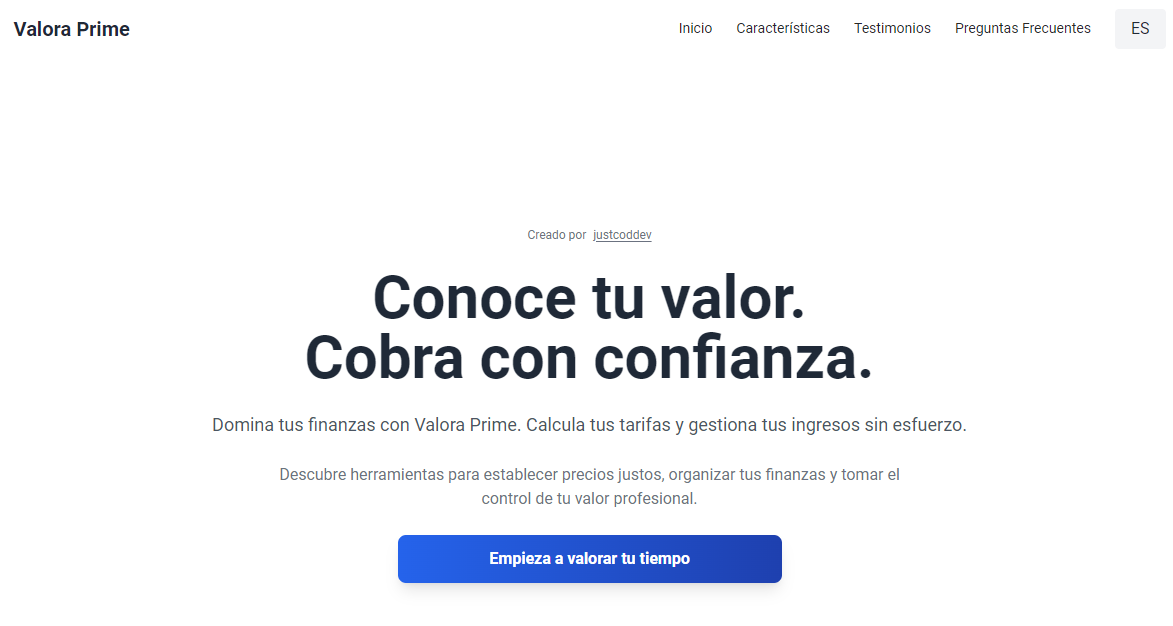 Valora Prime
Inicio Características Testimonios Preguntas Frecuentes ES
Creado por justcoddev
Conoce tu valor.
Cobra con confianza.
Domina tus finanzas con Valora Prime. Calcula tus tarifas y gestiona tus ingresos sin esfuerzo.
Descubre herramientas para establecer precios justos, organizar tus finanzas y tomar el
control de tu valor profesional.
Empieza a valorar tu tiempo